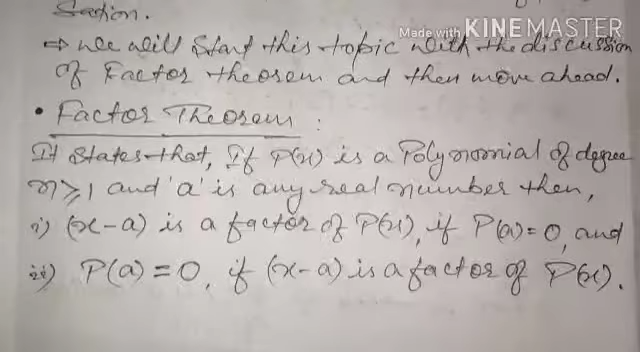 Section.
Made with KINEMASTER
⇒ We will start this topic with the discussion
of Factor theorem and then move ahead.
• Factor Theorem :
It states that, If P(x) is a Polynomial of degree
n ≥ 1 and 'a' is any real number then,
i) (x-a) is a factor of P(x), if P(a) = 0, and
ii) P(a) = 0, if (x-a) is a factor of P(x).